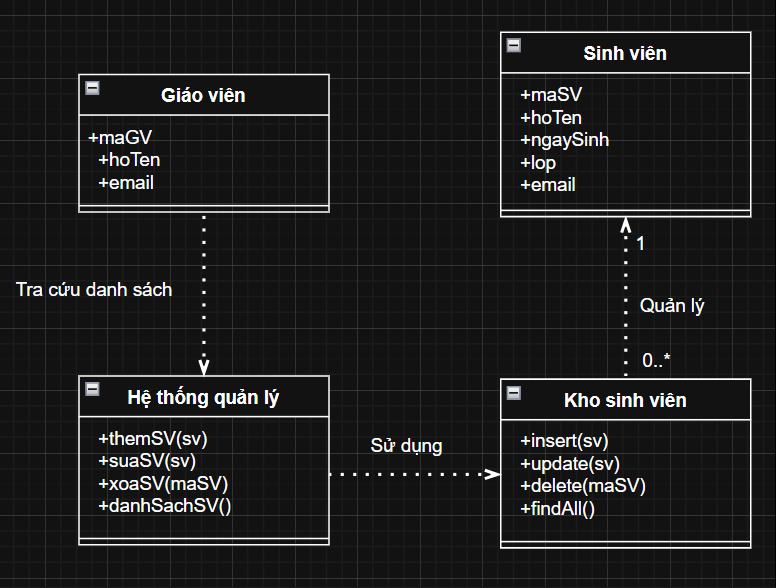 Giáo viên
+maGV
+hoTen
+email
Sinh viên
+maSV
+hoTen
+ngaySinh
+lop
+email
Tra cứu danh sách
1
Quản lý
0..*
Hệ thống quản lý
+themSV(sv)
+suaSV(sv)
+xoaSV(maSV)
+danhSachSV()
Sử dụng
Kho sinh viên
+insert(sv)
+update(sv)
+delete(maSV)
+findAll()